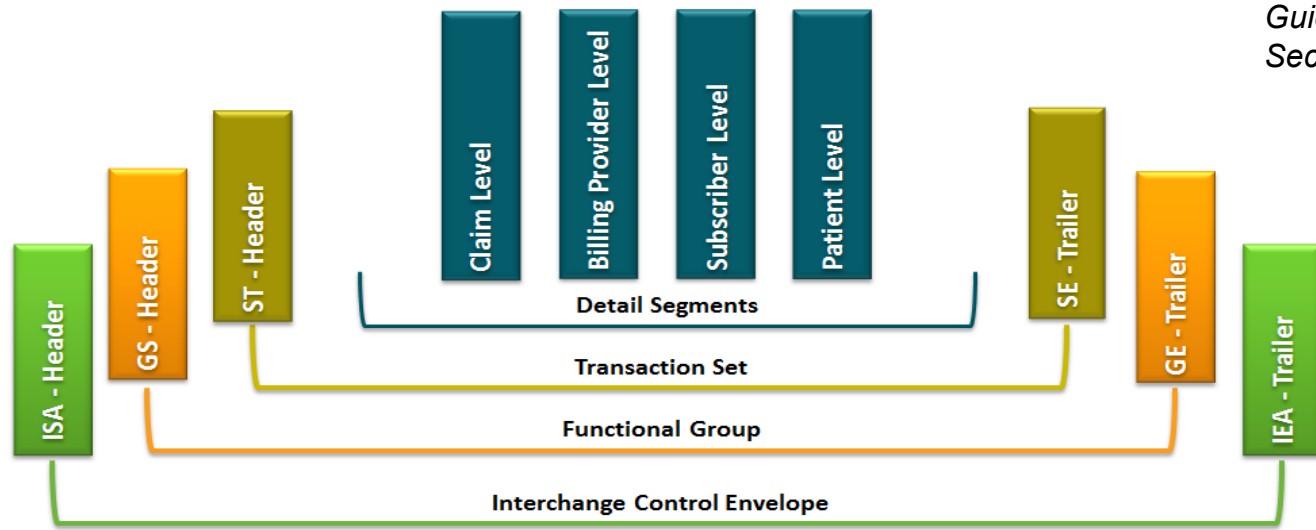 Claim Level
Billing Provider Level
Subscriber Level
Patient Level
ST - Header
SE - Trailer
GS - Header
GE - Trailer
ISA - Header
IEA - Trailer
Detail Segments
Transaction Set
Functional Group
Interchange Control Envelope